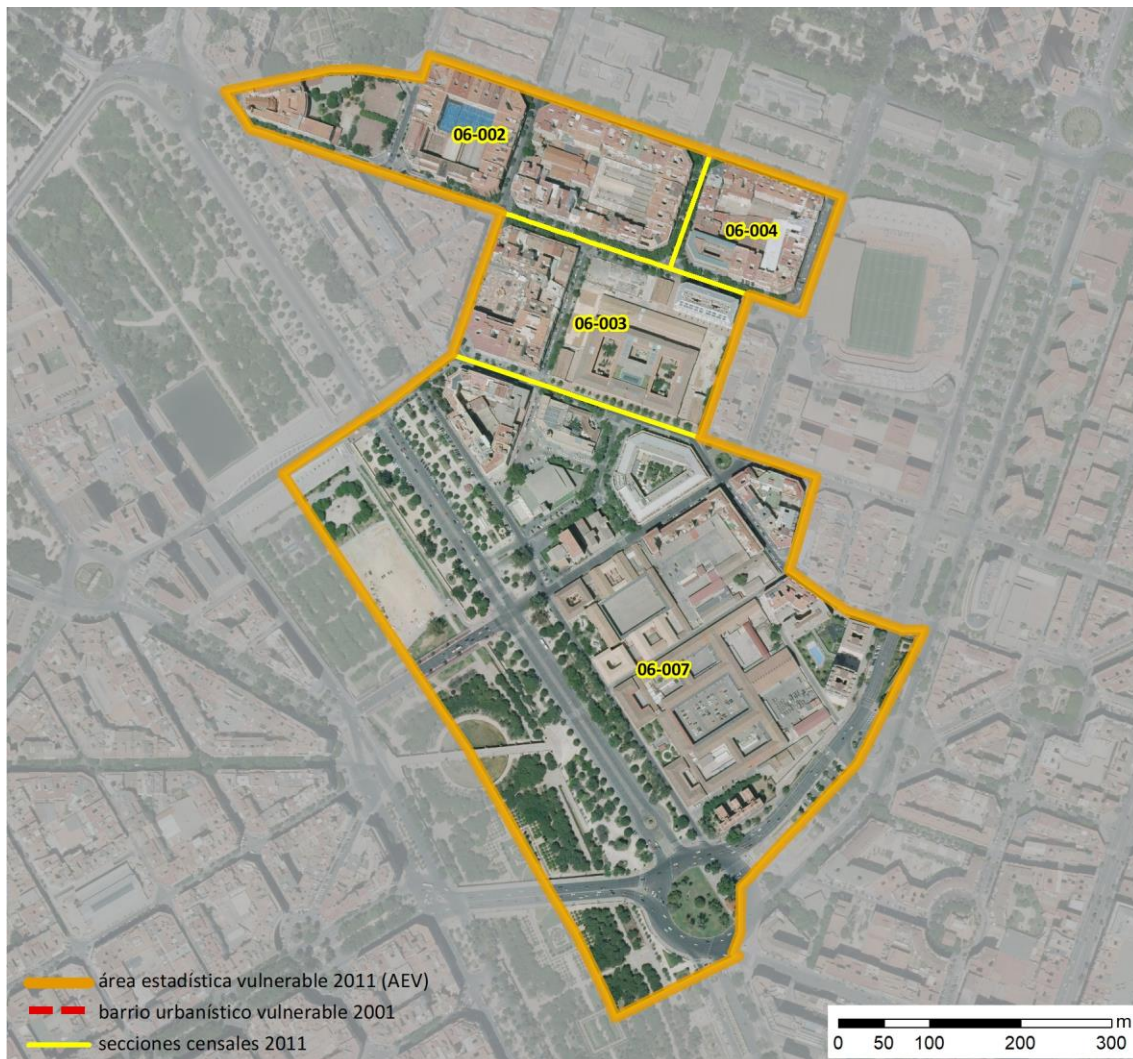 06-002
06-004
06-003
06-007
área estadística vulnerable 2011 (AEV)
barrio urbanístico vulnerable 2001
secciones censales 2011
m
0 50 100 200 300